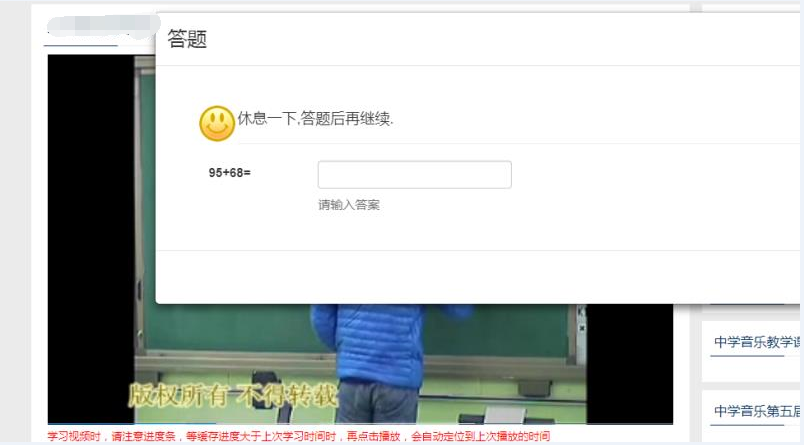 答题
休息一下,答题后再继续.
95+68=
请输入答案
版权所有 不得转载
中学音乐教学课
中学音乐第五届
学习视频时，请注意进度条，等缓存进度大于上次学习时间时，再点击播放，会自动定位到上次播放的时间